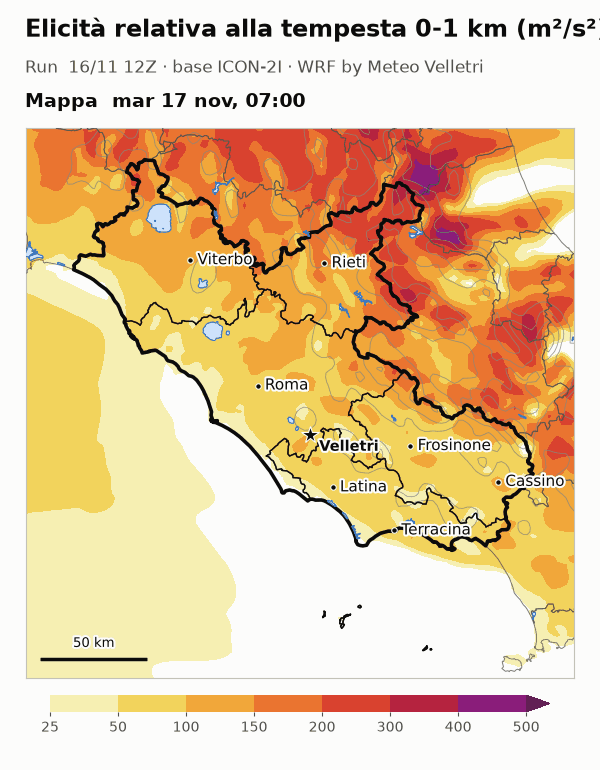 Elicità relativa alla tempesta 0-1 km (m²/s²)
Run  16/11 12Z · base ICON-2I · WRF by Meteo Velletri
Mappa  mar 17 nov, 07:00
Viterbo
Rieti
Roma
Velletri
Frosinone
Cassino
Latina
Terracina
50 km
25 50 100 150 200 300 400 500